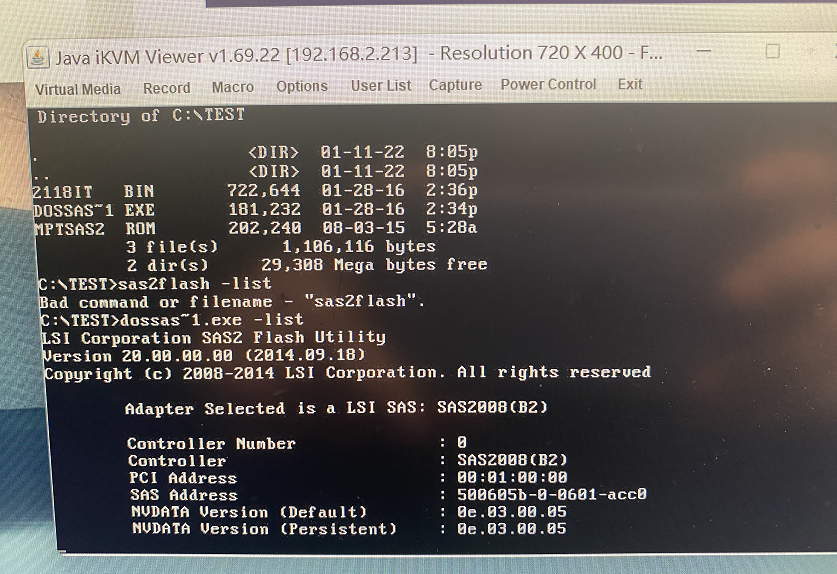 Java iKVM Viewer v1.69.22 [192.168.2.213] - Resolution 720 X 400 - F...
Virtual Media Record Macro Options User List Capture Power Control Exit
Directory of C:\TEST
. <DIR> 01-11-22 8:05p
.. <DIR> 01-11-22 8:05p
2118IT BIN 722,644 01-28-16 2:36p
DOSSAS~1 EXE 181,232 01-28-16 2:34p
MPTSAS2 ROM 202,240 08-03-15 5:28a
3 file(s) 1,106,116 bytes
2 dir(s) 29,308 Mega bytes free
C:\TEST>sas2flash -list
Bad command or filename - "sas2flash".
C:\TEST>dossas~1.exe -list
LSI Corporation SAS2 Flash Utility
Version 20.00.00.00 (2014.09.18)
Copyright (c) 2008-2014 LSI Corporation. All rights reserved
Adapter Selected is a LSI SAS: SAS2008(B2)
Controller Number : 0
Controller : SAS2008(B2)
PCI Address : 00:01:00:00
SAS Address : 500605b-0-0601-acc0
NVDATA Version (Default) : 0e.03.00.05
NVDATA Version (Persistent) : 0e.03.00.05